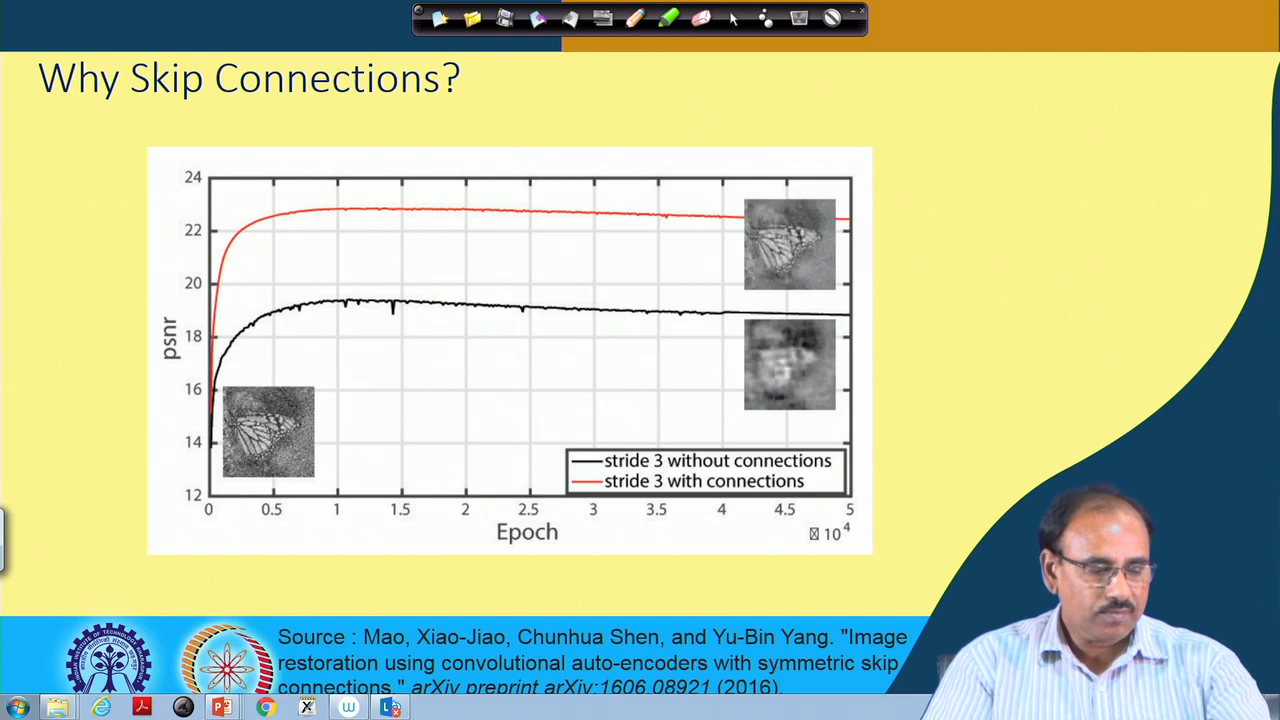 Why Skip Connections?
24
22
20
18
16
14
12
psnr
0 0.5 1 1.5 2 2.5 3 3.5 4 4.5 5
Epoch
10⁴
stride 3 without connections
stride 3 with connections
Source : Mao, Xiao-Jiao, Chunhua Shen, and Yu-Bin Yang. "Image
restoration using convolutional auto-encoders with symmetric skip
connections." arXiv preprint arXiv:1606.08921 (2016).